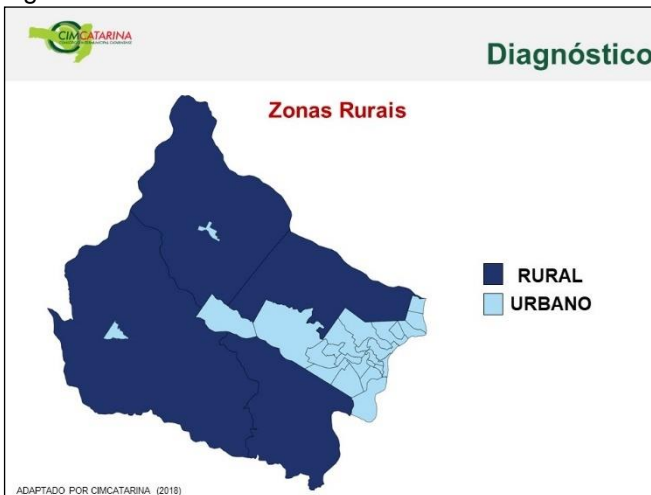 CIMCATARINA
Diagnóstico
Zonas Rurais
RURAL
URBANO
ADAPTADO POR CIMCATARINA (2018)